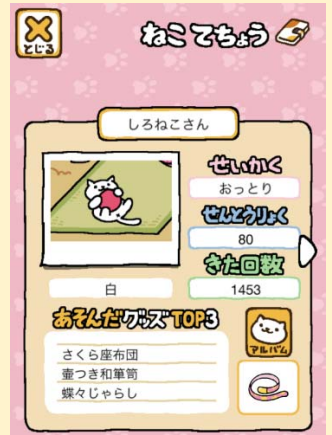 とじる
ねこてちょう
しろねこさん
せいかく
おっとり
せんとうりょく
80
きた回数
1453
白
あそんだグッズTOP3
さくら座布団
壷つき和箪笥
蝶々じゃらし
アルバム